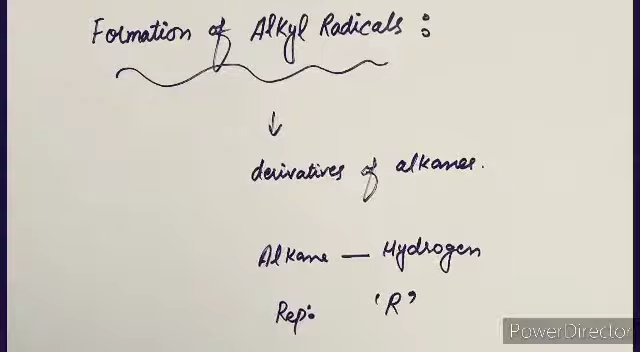 Formation of Alkyl Radicals :
↓
derivatives of alkanes.
Alkane — Hydrogen
Rep: 'R'
PowerDirector